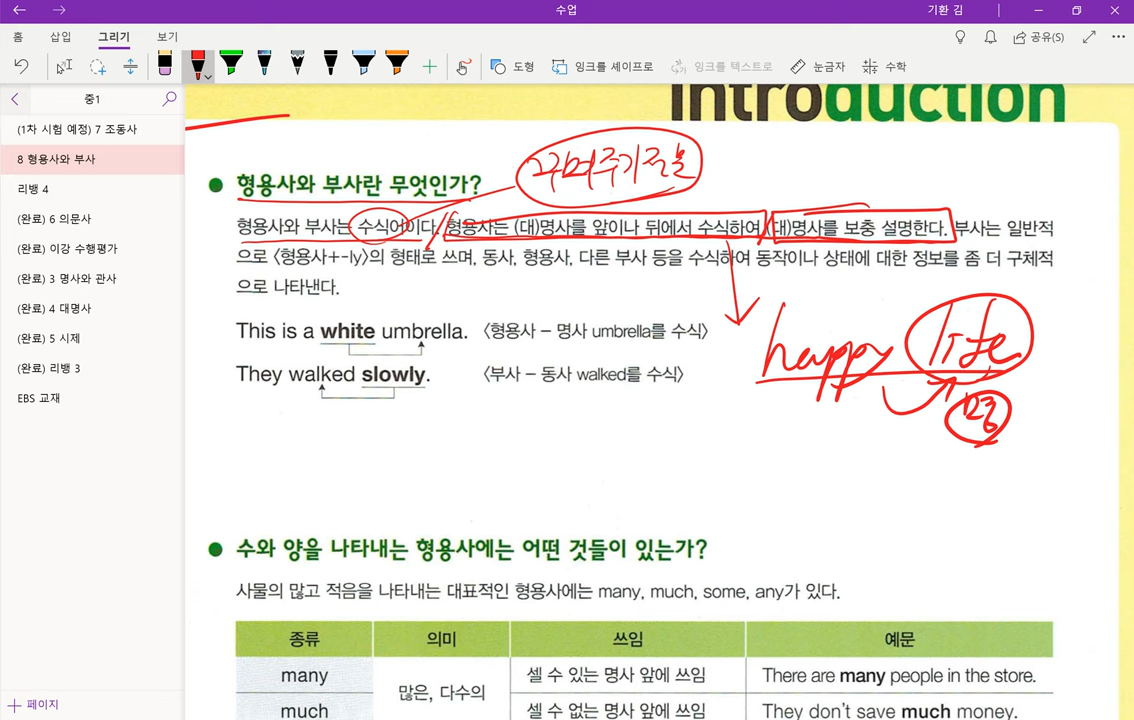 수업
기환 김
홈 삽입 그리기 보기
공유(S)
도형 잉크를 셰이프로 잉크를 텍스트로 눈금자 수학
중1
(1차 시험 예정) 7 조동사
8 형용사와 부사
리뱅 4
(완료) 6 의문사
(완료) 이강 수행평가
(완료) 3 명사와 관사
(완료) 4 대명사
(완료) 5 시제
(완료) 리뱅 3
EBS 교재
페이지
introduction
형용사와 부사란 무엇인가?
형용사와 부사는 수식어이다. 형용사는 (대)명사를 앞이나 뒤에서 수식하여, (대)명사를 보충 설명한다. 부사는 일반적
으로 〈형용사+-ly〉의 형태로 쓰며, 동사, 형용사, 다른 부사 등을 수식하여 동작이나 상태에 대한 정보를 좀 더 구체적
으로 나타낸다.
This is a white umbrella. 〈형용사 – 명사 umbrella를 수식〉
They walked slowly. 〈부사 – 동사 walked를 수식〉
happy life
수와 양을 나타내는 형용사에는 어떤 것들이 있는가?
사물의 많고 적음을 나타내는 대표적인 형용사에는 many, much, some, any가 있다.
종류 의미 쓰임 예문
many 많은, 다수의 셀 수 있는 명사 앞에 쓰임 There are many people in the store.
much 셀 수 없는 명사 앞에 쓰임 They don't save much money.